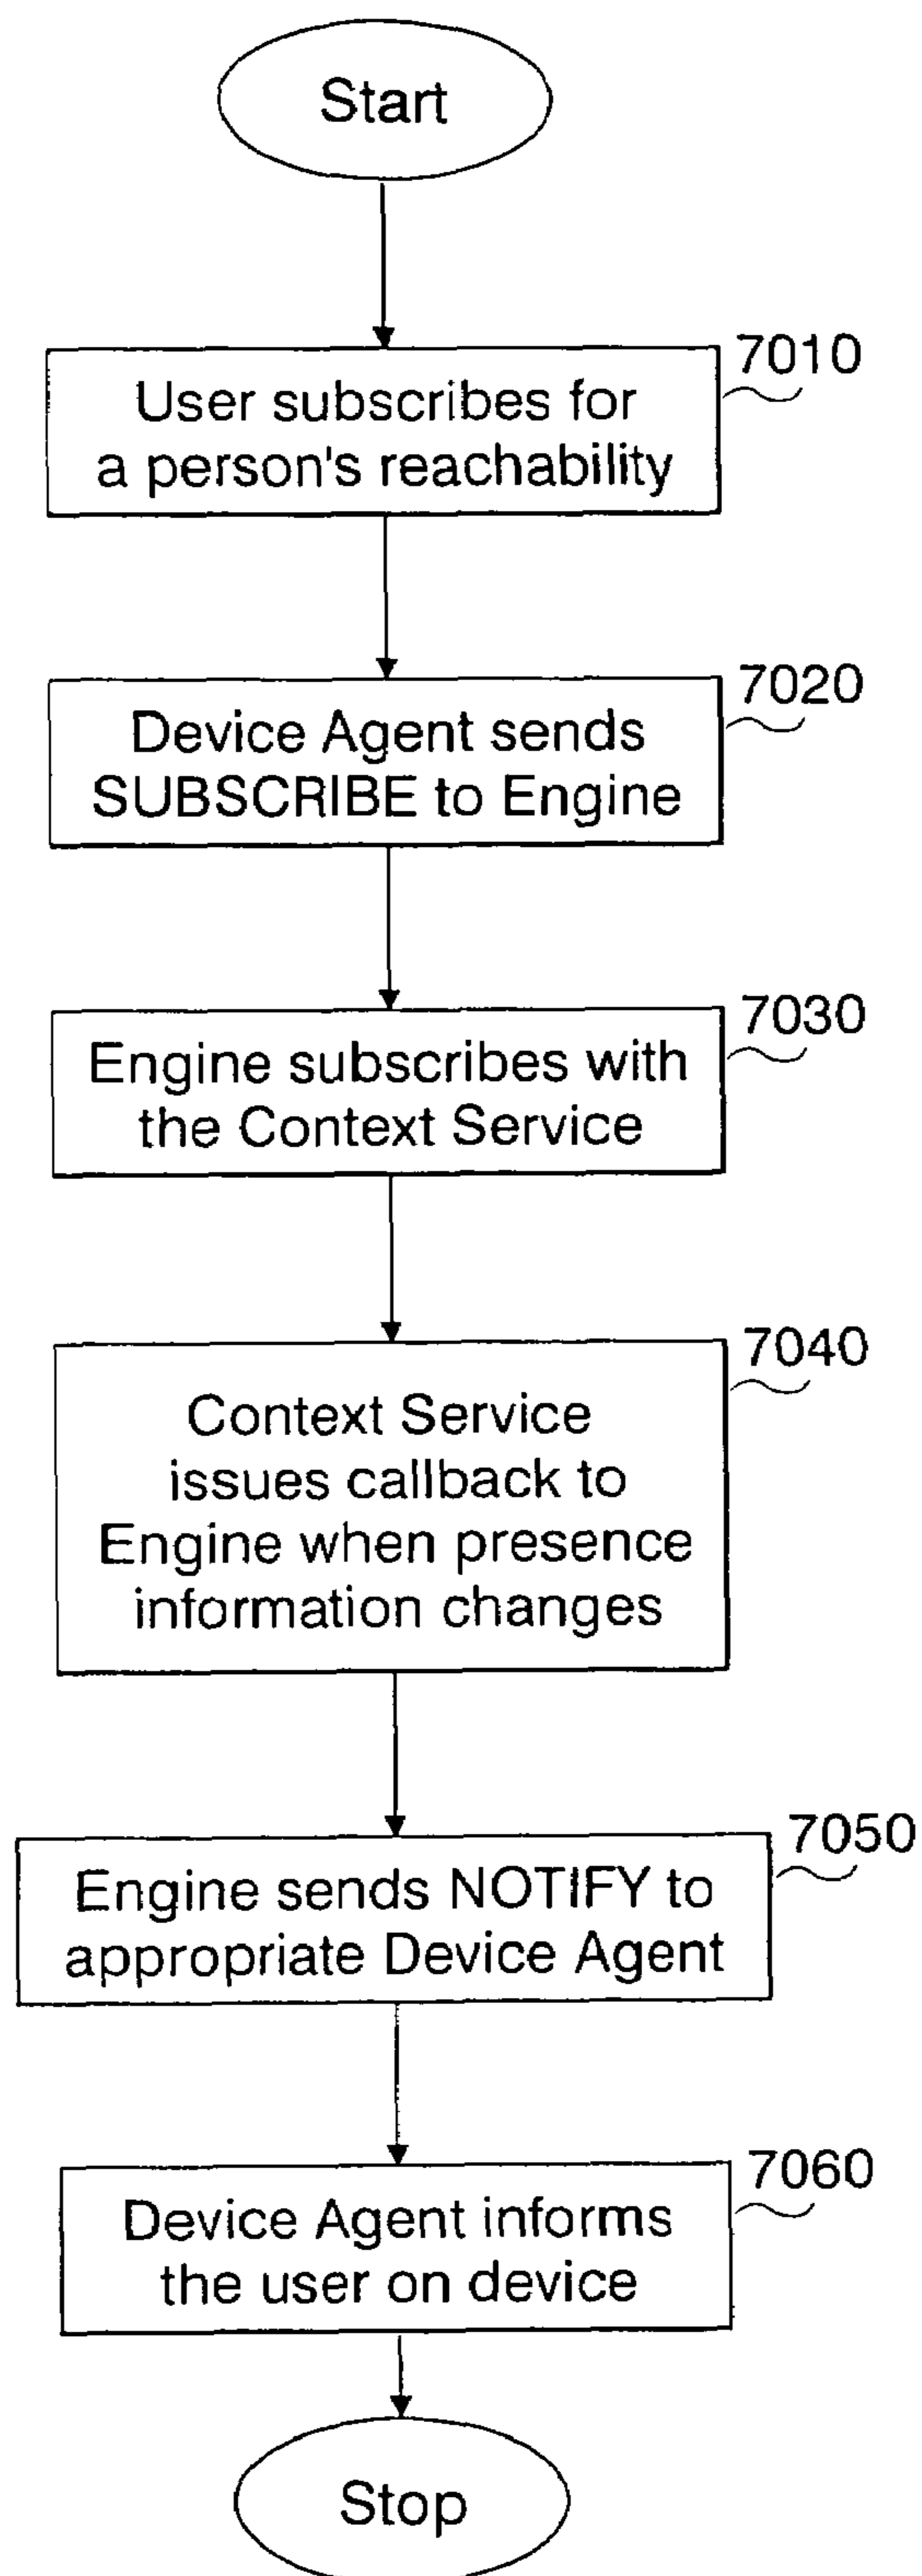 Start
7010
User subscribes for
a person's reachability
7020
Device Agent sends
SUBSCRIBE to Engine
7030
Engine subscribes with
the Context Service
7040
Context Service
issues callback to
Engine when presence
information changes
7050
Engine sends NOTIFY to
appropriate Device Agent
7060
Device Agent informs
the user on device
Stop